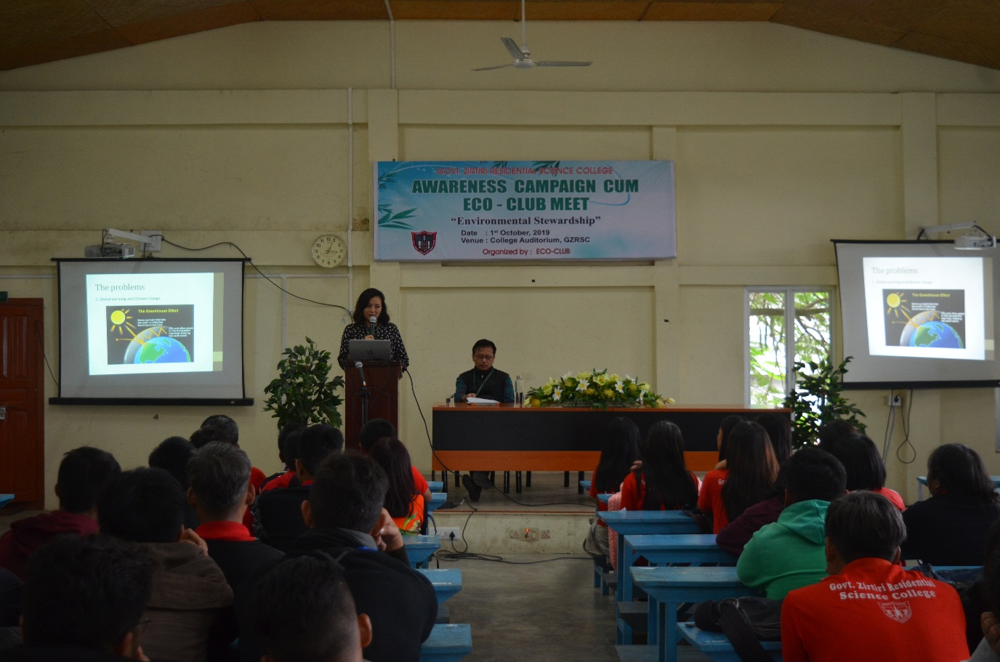 GOVT. ZIRTIRI RESIDENTIAL SCIENCE COLLEGE
AWARENESS CAMPAIGN CUM
ECO - CLUB MEET
“Environmental Stewardship”
Date : 1st October, 2019
Venue : College Auditorium, GZRSC
Organized by : ECO-CLUB
The problems
1. Global warming and Climate change
The Greenhouse Effect
The problems
1. Global warming and Climate change
The Greenhouse Effect
Govt. Zirtiri Residential
Science College